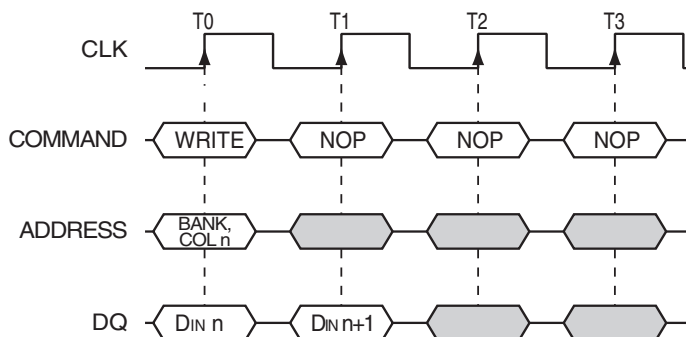 T0 T1 T2 T3
CLK
COMMAND WRITE NOP NOP NOP
BANK,
ADDRESS COL n
DQ DIN n DIN n+1